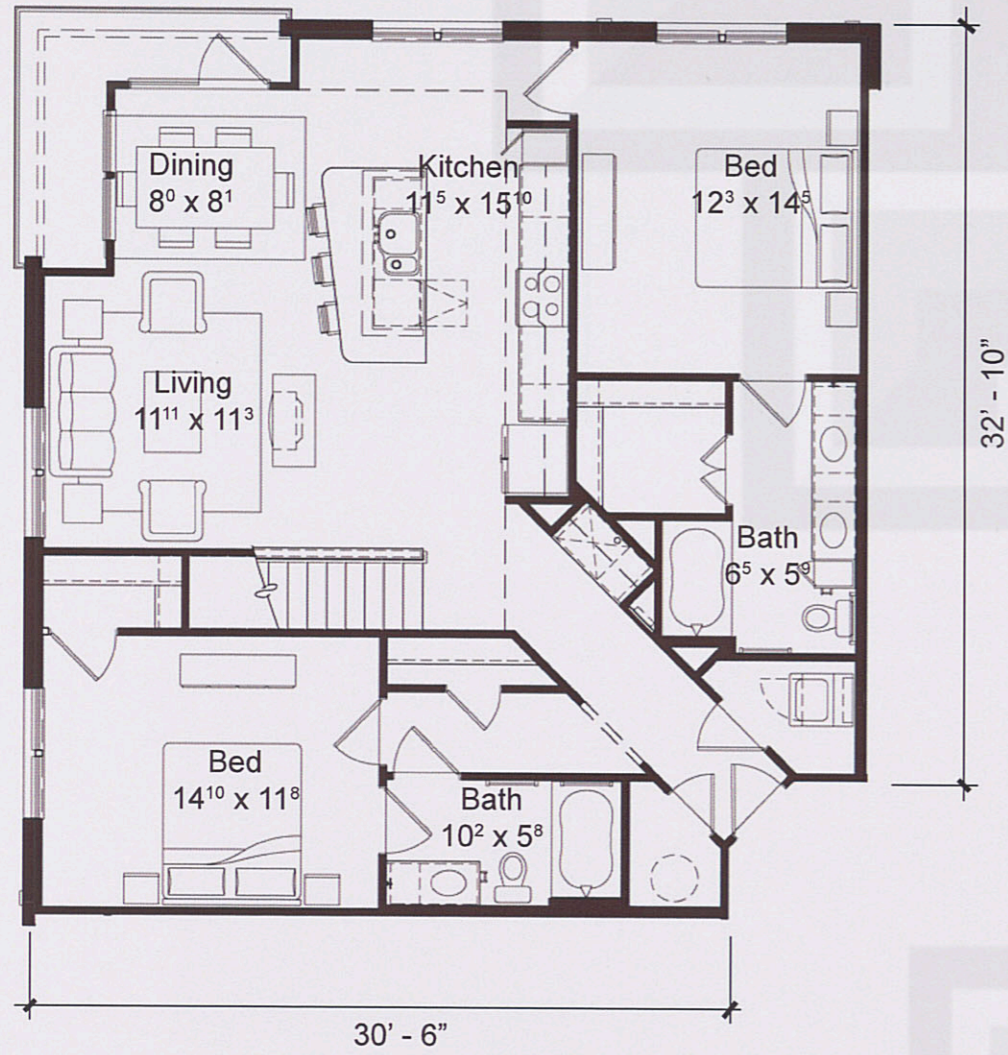 Dining
8⁰ x 8¹
Kitchen
11⁵ x 15¹⁰
Bed
12³ x 14⁵
Living
11¹¹ x 11³
32' - 10"
Bath
6⁵ x 5⁹
Bed
14¹⁰ x 11⁸
Bath
10² x 5⁸
30' - 6"